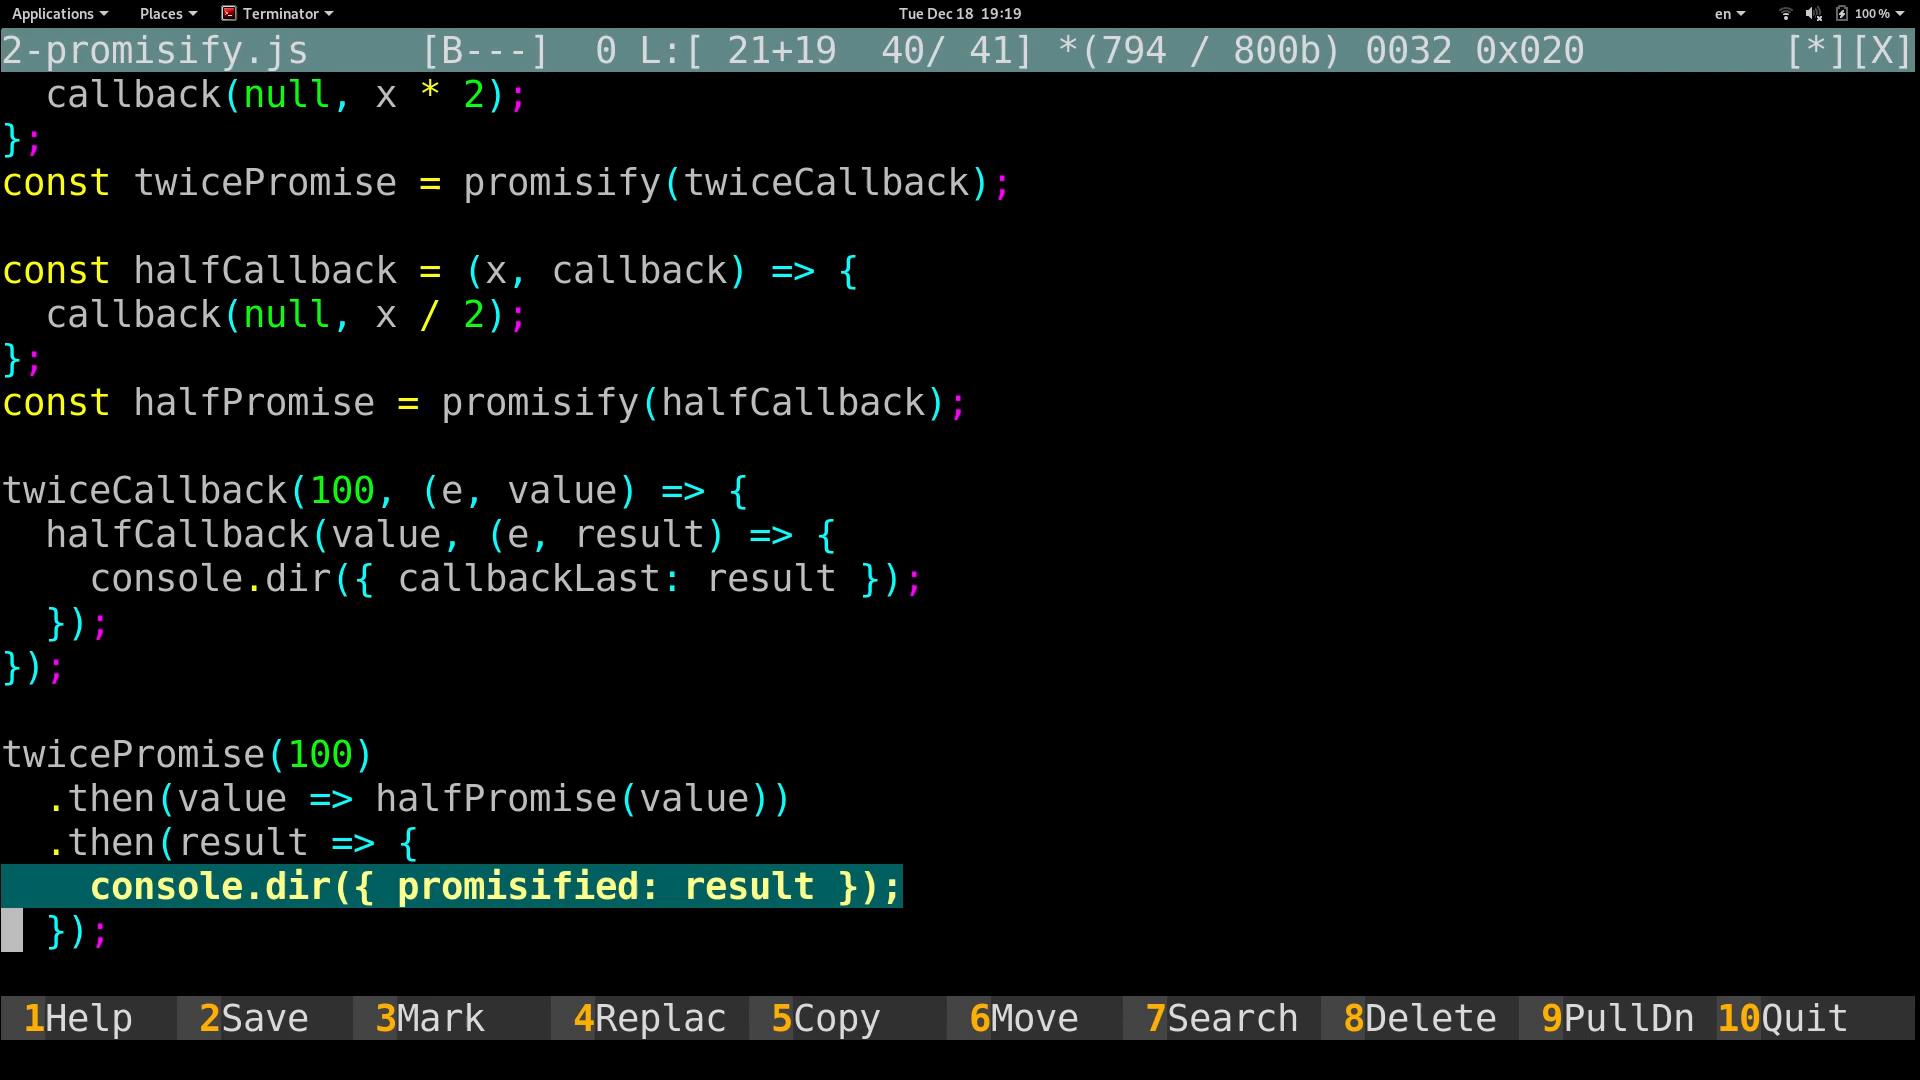 Applications Places Terminator Tue Dec 18 19:19 en 100 %
2-promisify.js [B---] 0 L:[ 21+19 40/ 41] *(794 / 800b) 0032 0x020 [*][X]
  callback(null, x * 2);
};
const twicePromise = promisify(twiceCallback);

const halfCallback = (x, callback) => {
  callback(null, x / 2);
};
const halfPromise = promisify(halfCallback);

twiceCallback(100, (e, value) => {
  halfCallback(value, (e, result) => {
    console.dir({ callbackLast: result });
  });
});

twicePromise(100)
  .then(value => halfPromise(value))
  .then(result => {
    console.dir({ promisified: result });
  });
1Help 2Save 3Mark 4Replac 5Copy 6Move 7Search 8Delete 9PullDn 10Quit